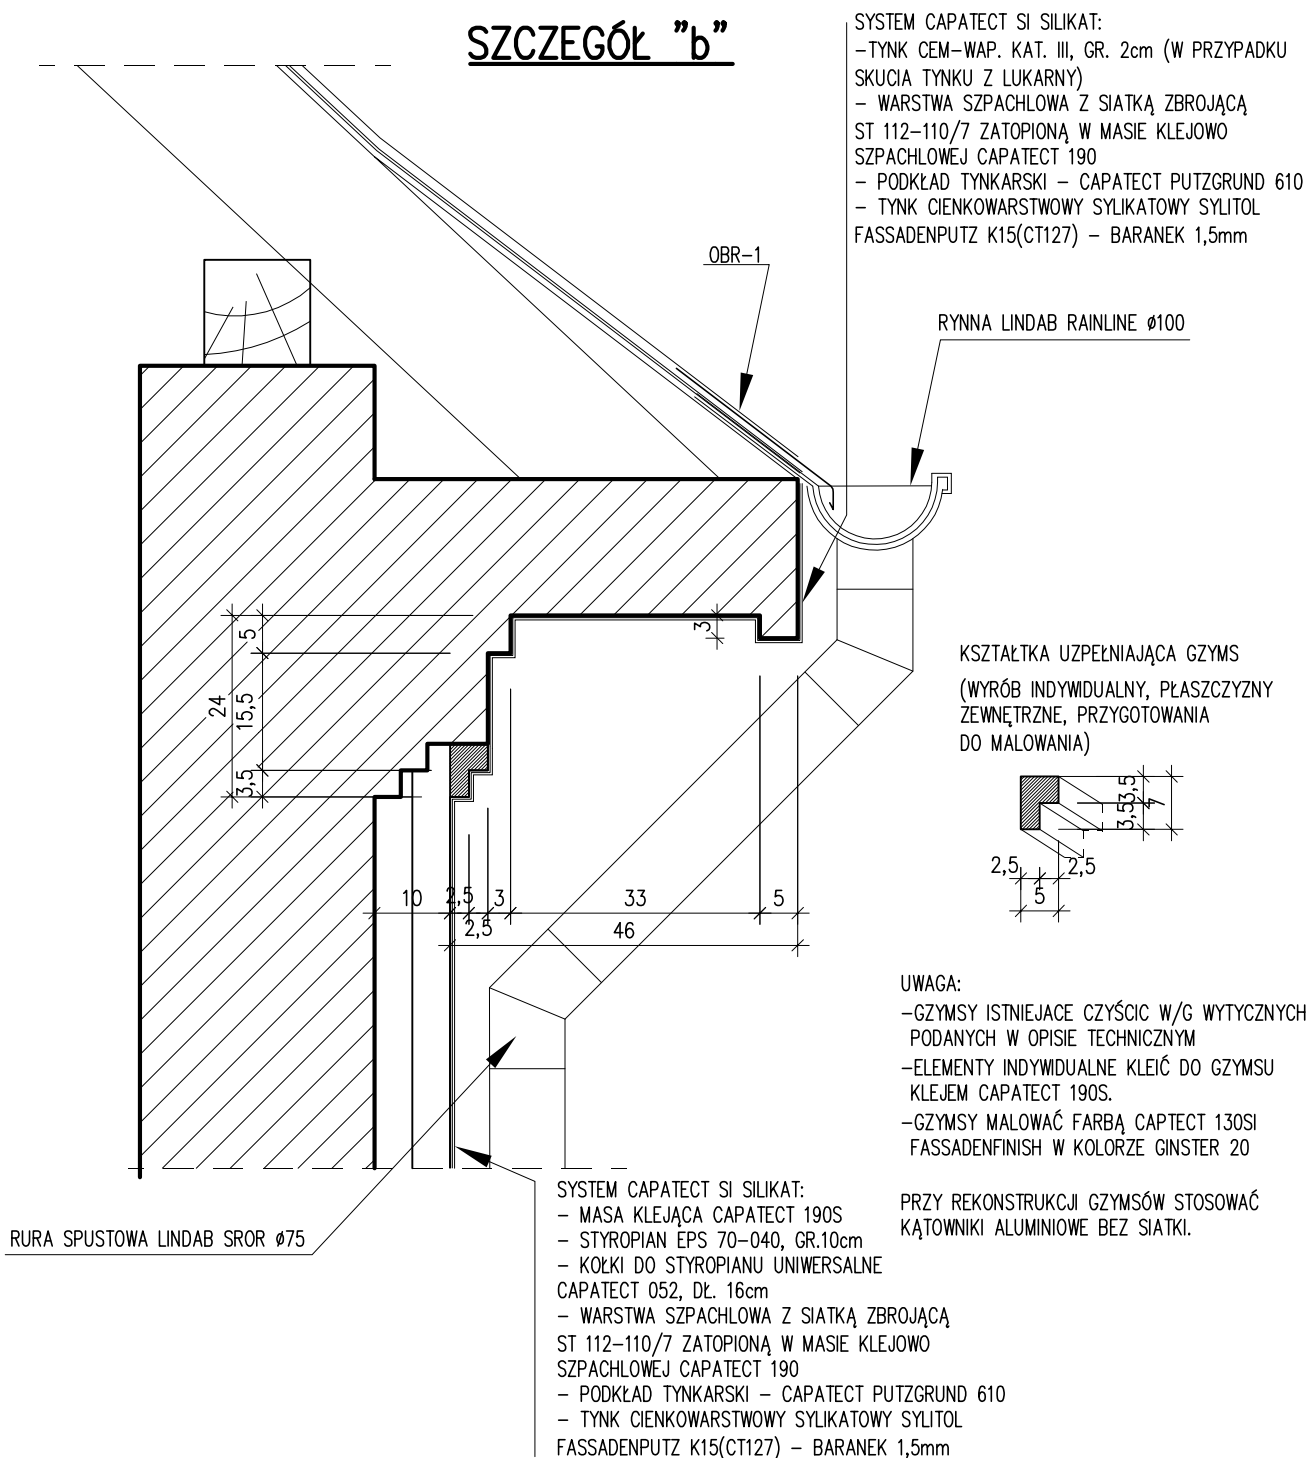 SZCZEGÓŁ "b"
SYSTEM CAPATECT SI SILIKAT:
-TYNK CEM-WAP. KAT. III, GR. 2cm (W PRZYPADKU
SKUCIA TYNKU Z LUKARNY)
- WARSTWA SZPACHLOWA Z SIATKĄ ZBROJĄCĄ
ST 112-110/7 ZATOPIONĄ W MASIE KLEJOWO
SZPACHLOWEJ CAPATECT 190
- PODKŁAD TYNKARSKI - CAPATECT PUTZGRUND 610
- TYNK CIENKOWARSTWOWY SYLIKATOWY SYLITOL
FASSADENPUTZ K15(CT127) - BARANEK 1,5mm
OBR-1
RYNNA LINDAB RAINLINE ø100
5
15,5
24
3,5
3
KSZTAŁTKA UZPEŁNIAJĄCA GZYMS
(WYRÓB INDYWIDUALNY, PŁASZCZYZNY
ZEWNĘTRZNE, PRZYGOTOWANIA
DO MALOWANIA)
3,5
3,5
7
2,5
2,5
5
10
2,5
3
33
5
2,5
46
UWAGA:
-GZYMSY ISTNIEJACE CZYŚCIC W/G WYTYCZNYCH
PODANYCH W OPISIE TECHNICZNYM
-ELEMENTY INDYWIDUALNE KLEIĆ DO GZYMSU
KLEJEM CAPATECT 190S.
-GZYMSY MALOWAĆ FARBĄ CAPTECT 130SI
FASSADENFINISH W KOLORZE GINSTER 20
PRZY REKONSTRUKCJI GZYMSÓW STOSOWAĆ
KĄTOWNIKI ALUMINIOWE BEZ SIATKI.
RURA SPUSTOWA LINDAB SROR ø75
SYSTEM CAPATECT SI SILIKAT:
- MASA KLEJĄCA CAPATECT 190S
- STYROPIAN EPS 70-040, GR.10cm
- KOŁKI DO STYROPIANU UNIWERSALNE
CAPATECT 052, DŁ. 16cm
- WARSTWA SZPACHLOWA Z SIATKĄ ZBROJĄCĄ
ST 112-110/7 ZATOPIONĄ W MASIE KLEJOWO
SZPACHLOWEJ CAPATECT 190
- PODKŁAD TYNKARSKI - CAPATECT PUTZGRUND 610
- TYNK CIENKOWARSTWOWY SYLIKATOWY SYLITOL
FASSADENPUTZ K15(CT127) - BARANEK 1,5mm